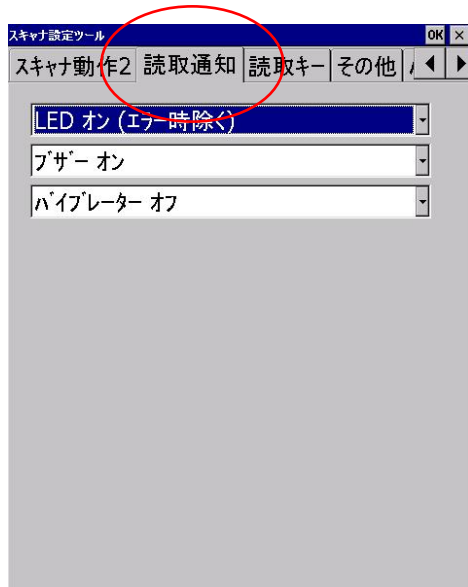 スキャナ設定ツール OK ×
スキャナ動作2 読取通知 読取キー その他
LED オン (エラー時除く)
ブザー オン
バイブレーター オフ